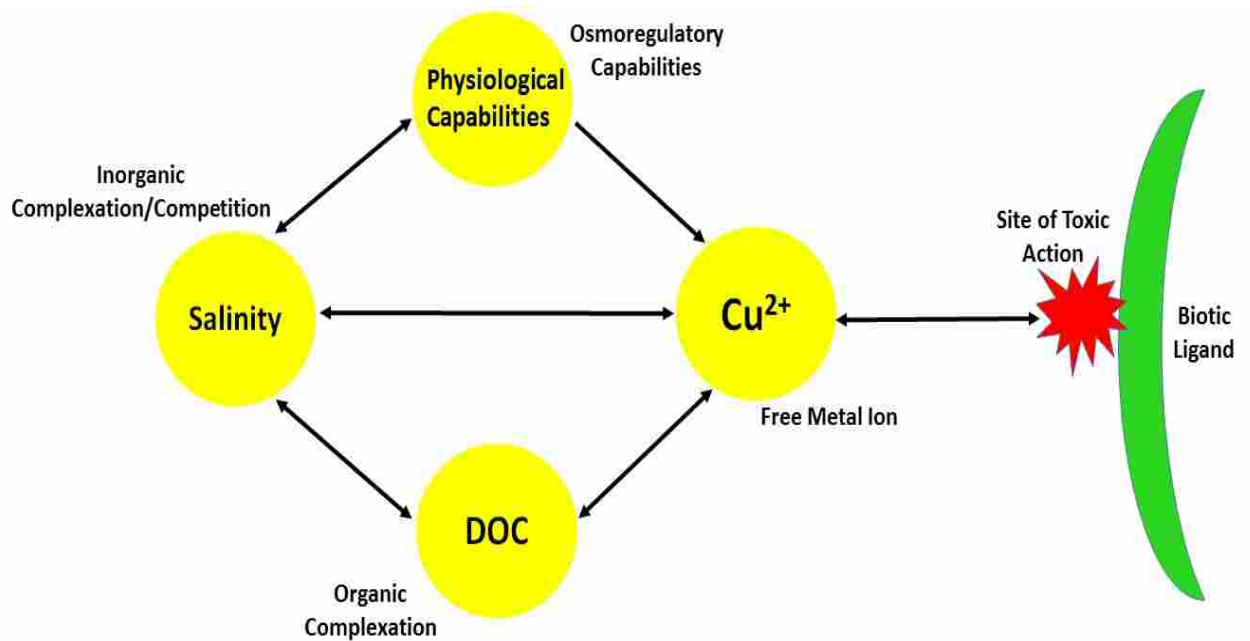 Osmoregulatory
Capabilities
Physiological
Capabilities
Inorganic
Complexation/Competition
Salinity
Cu²⁺
Free Metal Ion
Site of Toxic
Action
Biotic
Ligand
DOC
Organic
Complexation